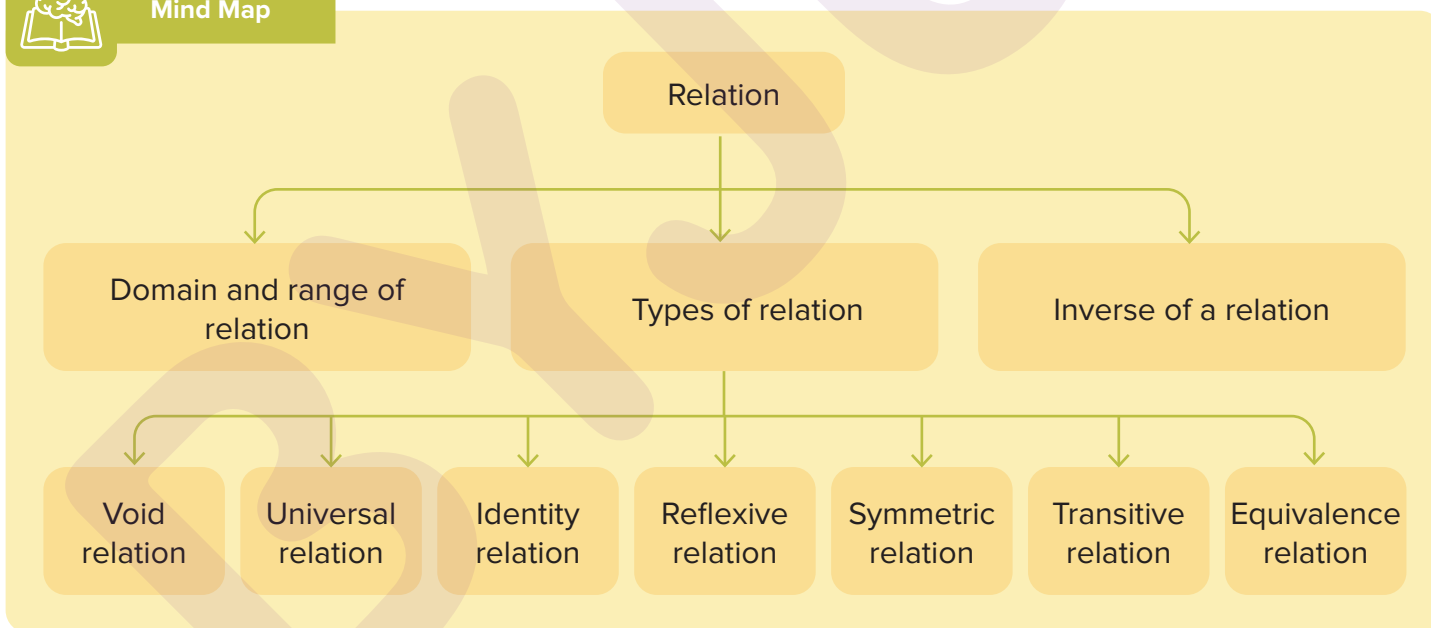 Mind Map
Relation
Domain and range of
relation
Types of relation
Inverse of a relation
Void
relation
Universal
relation
Identity
relation
Reflexive
relation
Symmetric
relation
Transitive
relation
Equivalence
relation